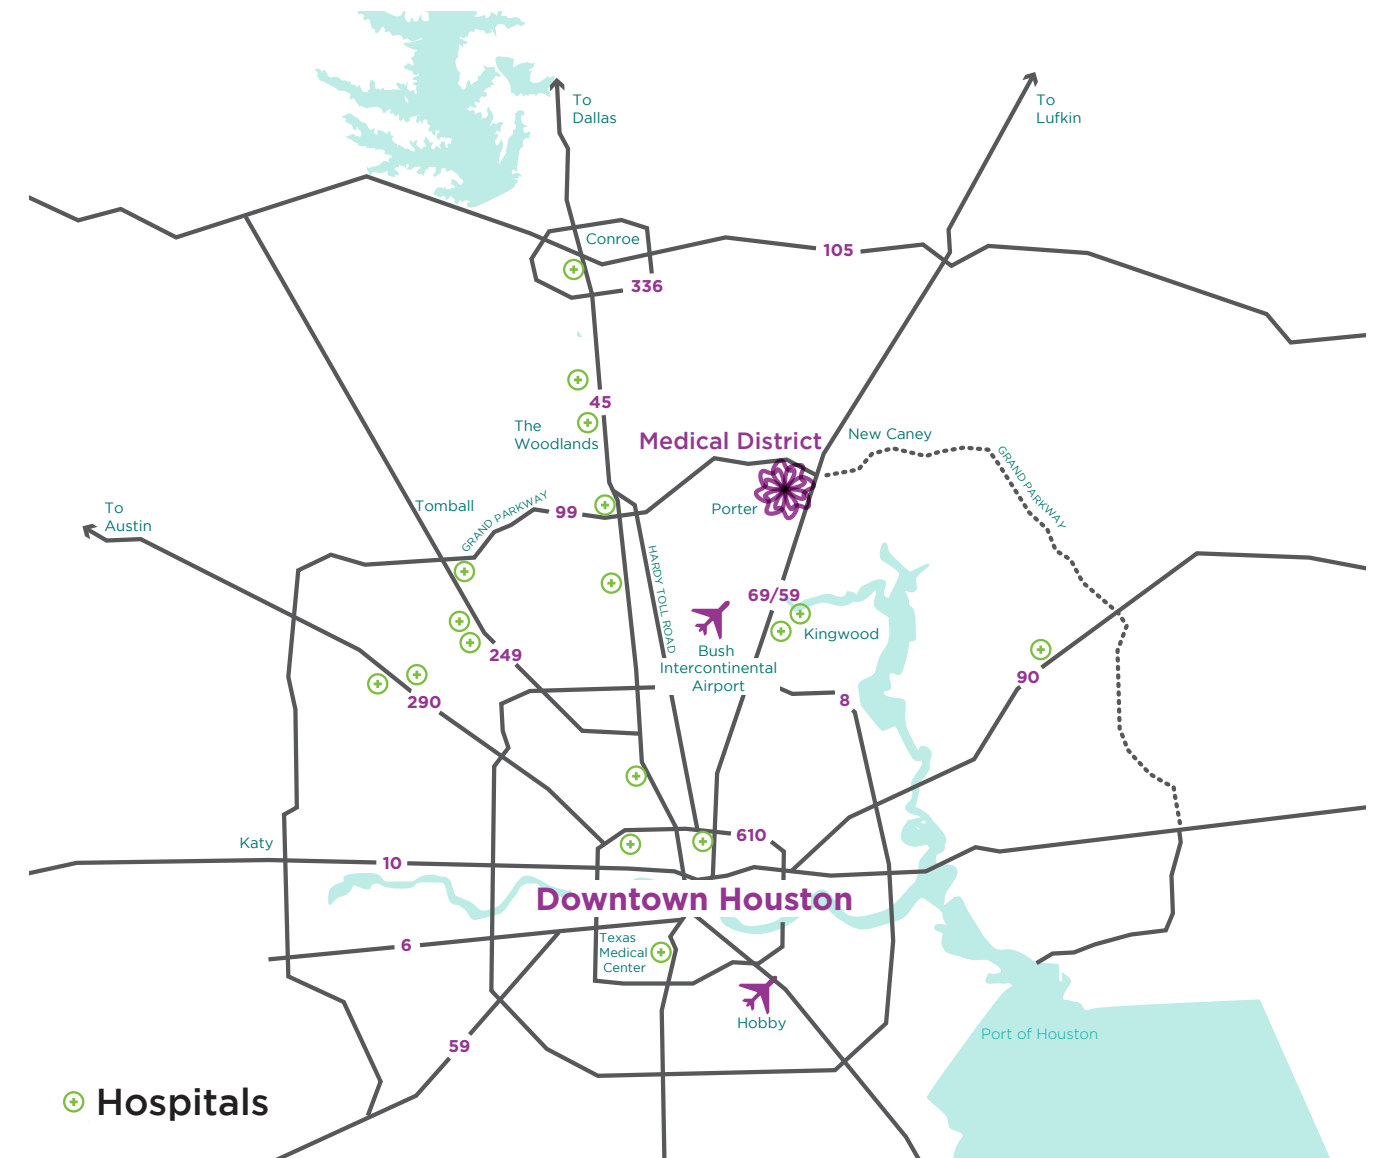 To
Dallas
To
Lufkin
Conroe
105
336
45
The
Woodlands
Medical District
New Caney
GRAND PARKWAY
To
Austin
Tomball
GRAND PARKWAY
99
Porter
HARDY TOLL ROAD
69/59
Kingwood
Bush
Intercontinental
Airport
249
290
8
90
Katy
610
10
Downtown Houston
6
Texas
Medical
Center
Hobby
Port of Houston
59
Hospitals